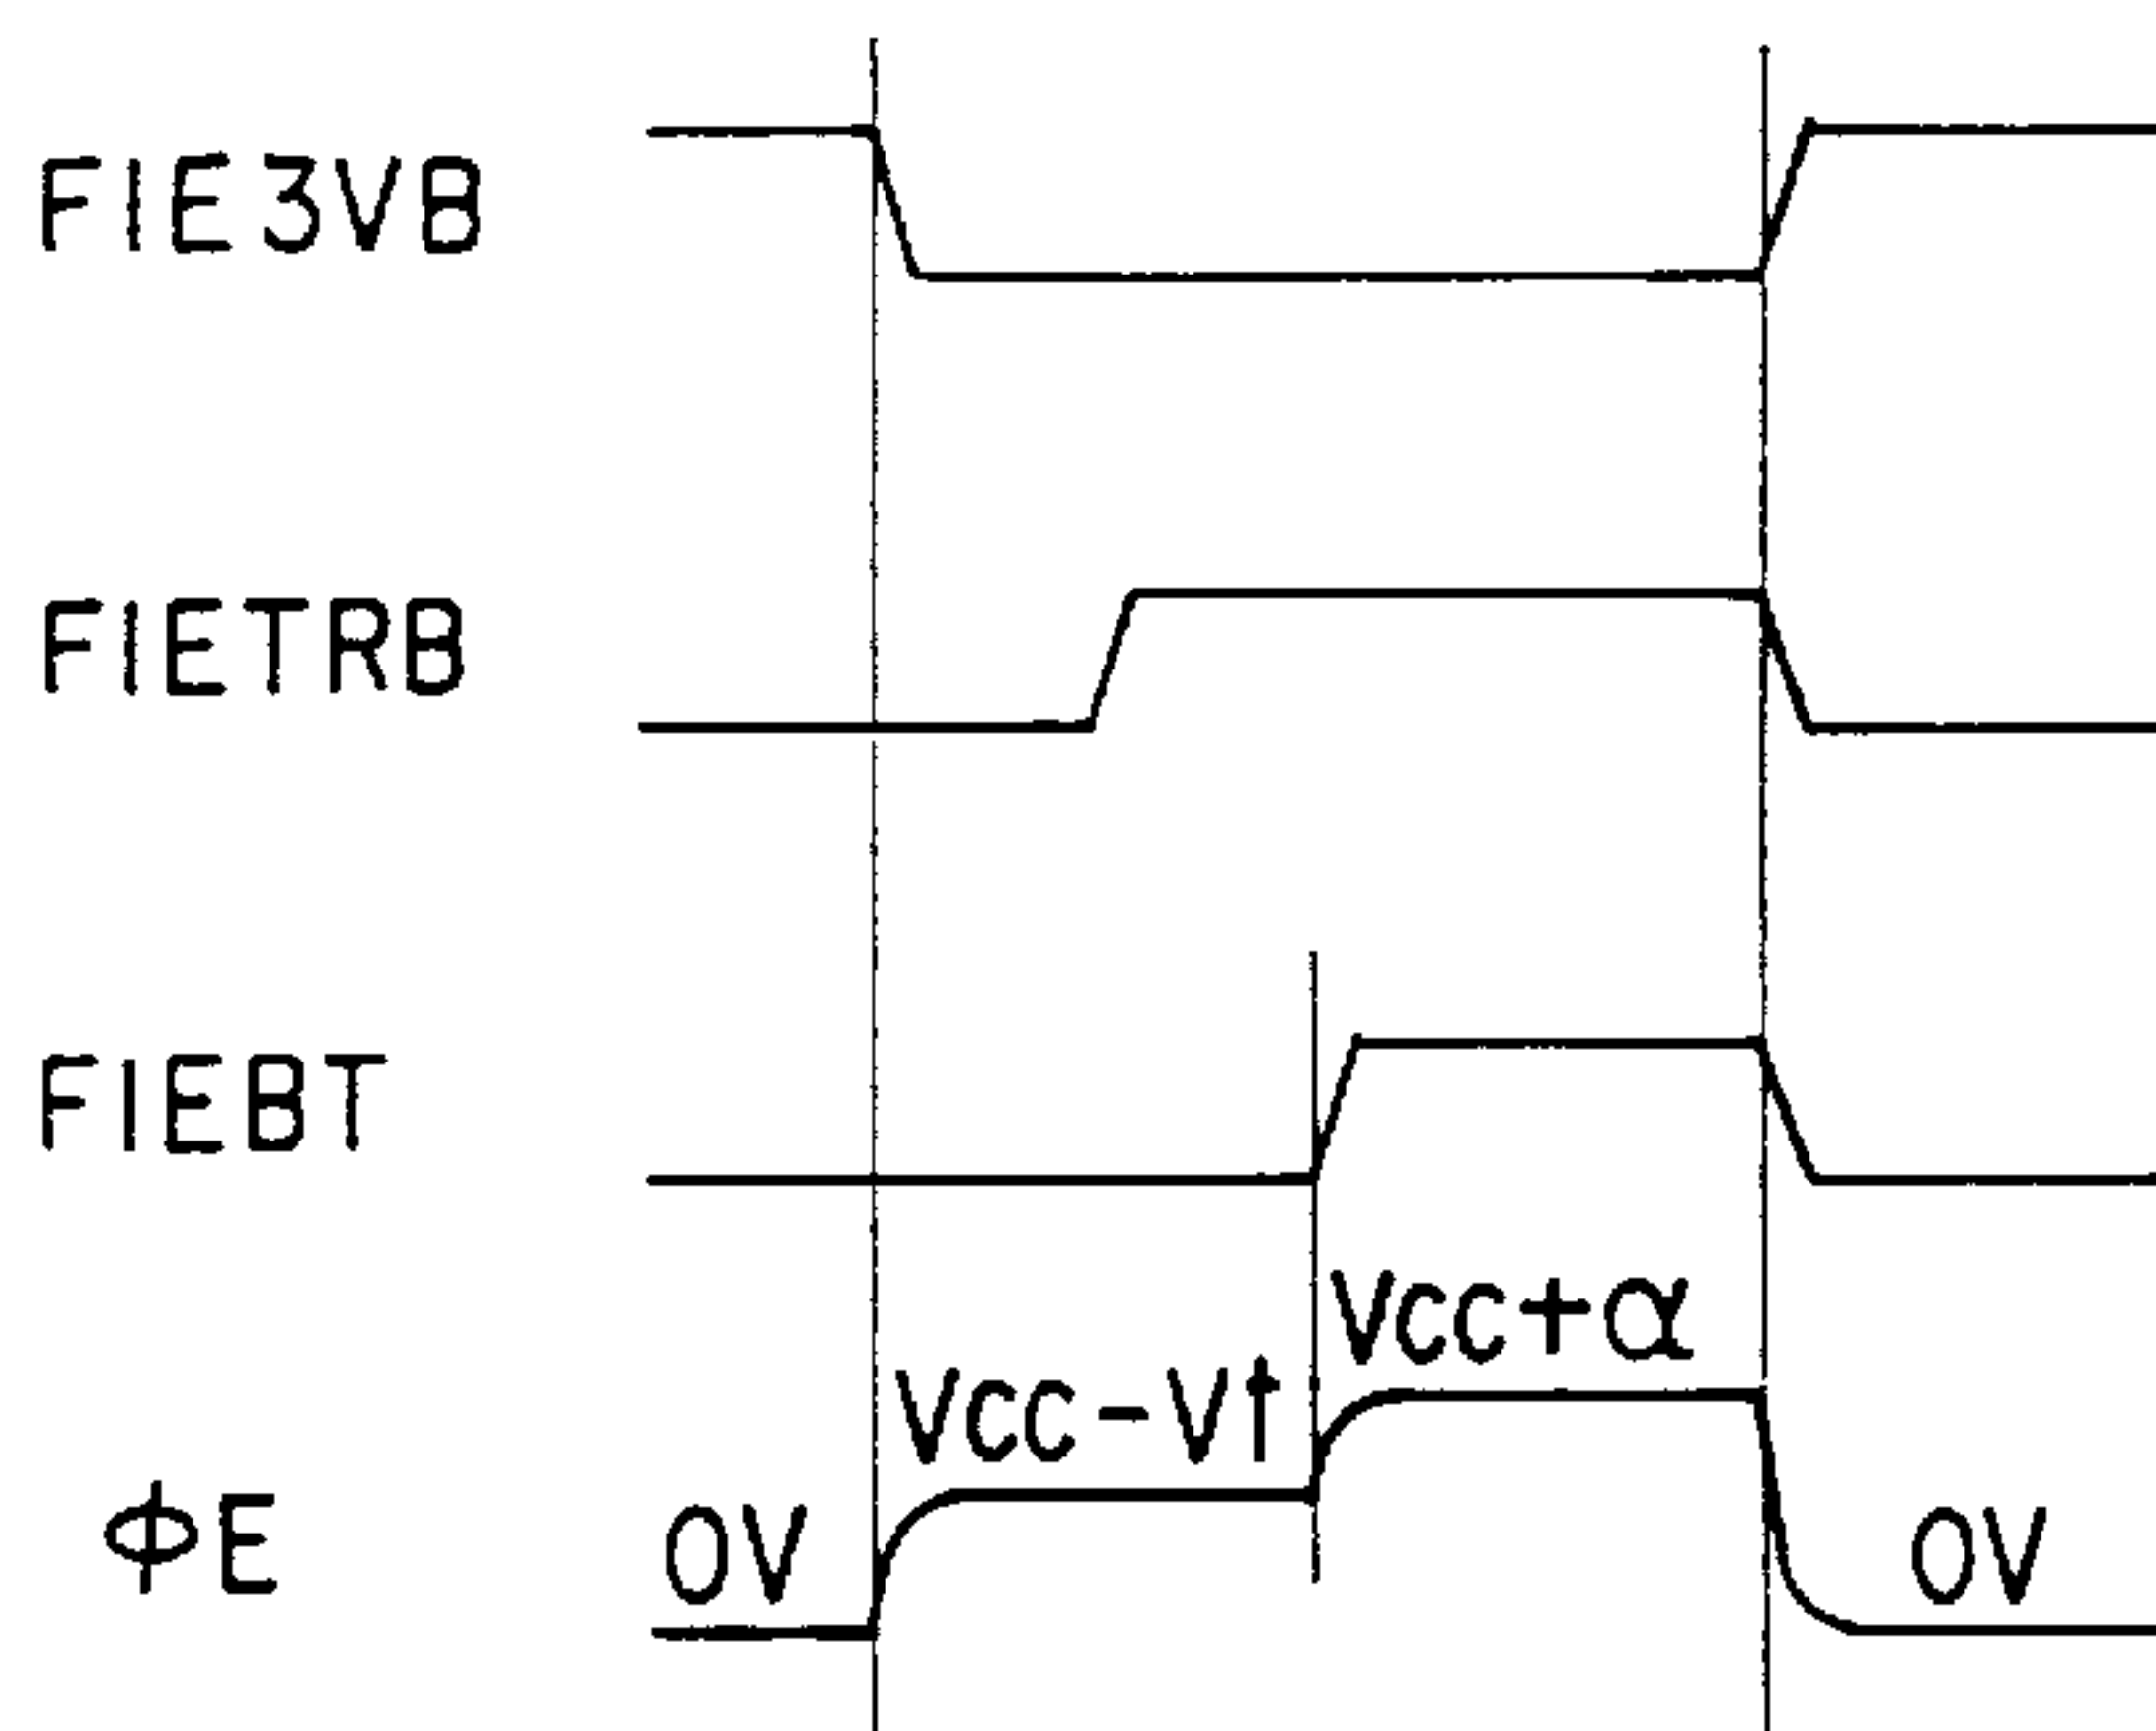 FIE3VB
FIETRB
FIEBT
Vcc+α
Vcc-Vt
ΦE
0V
0V